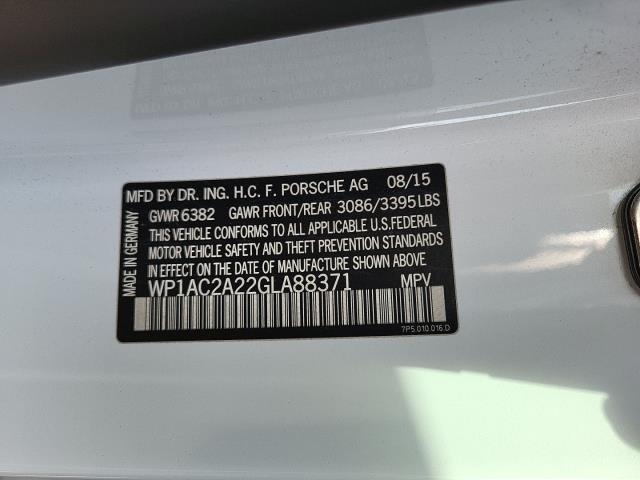 MFD BY DR. ING. H.C. F. PORSCHE AG 08/15
GVWR 6382 GAWR FRONT/REAR 3086/3395 LBS
THIS VEHICLE CONFORMS TO ALL APPLICABLE U.S.FEDERAL
MOTOR VEHICLE SAFETY AND THEFT PREVENTION STANDARDS
IN EFFECT ON THE DATE OF MANUFACTURE SHOWN ABOVE
WP1AC2A22GLA88371 MPV
7P5.010.016.D
MADE IN GERMANY